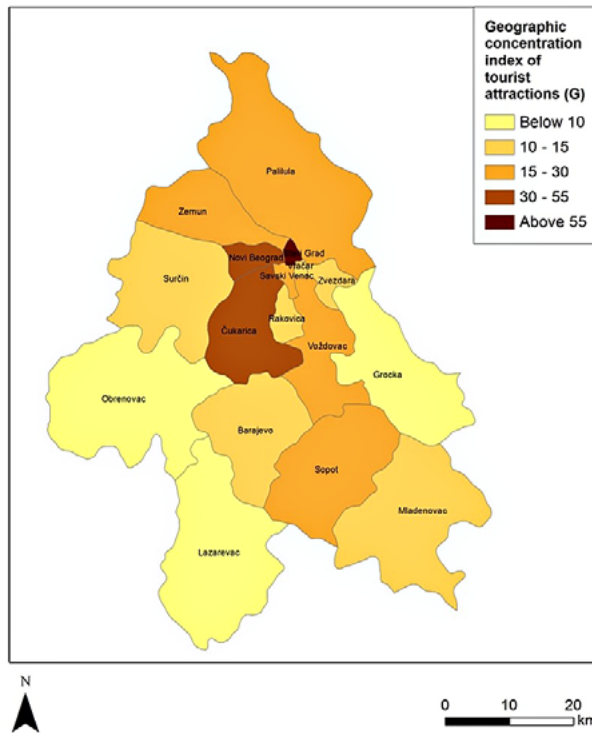 Geographic
concentration
index of
tourist
attractions (G)
Below 10
10 - 15
15 - 30
30 - 55
Above 55
Palilula
Zemun
Novi Beograd
Grad
Vračar
Savski Venac
Zvezdara
Surčin
Rakovica
Čukarica
Voždovac
Grocka
Obrenovac
Barajevo
Sopot
Mladenovac
Lazarevac
N
0 10 20
km